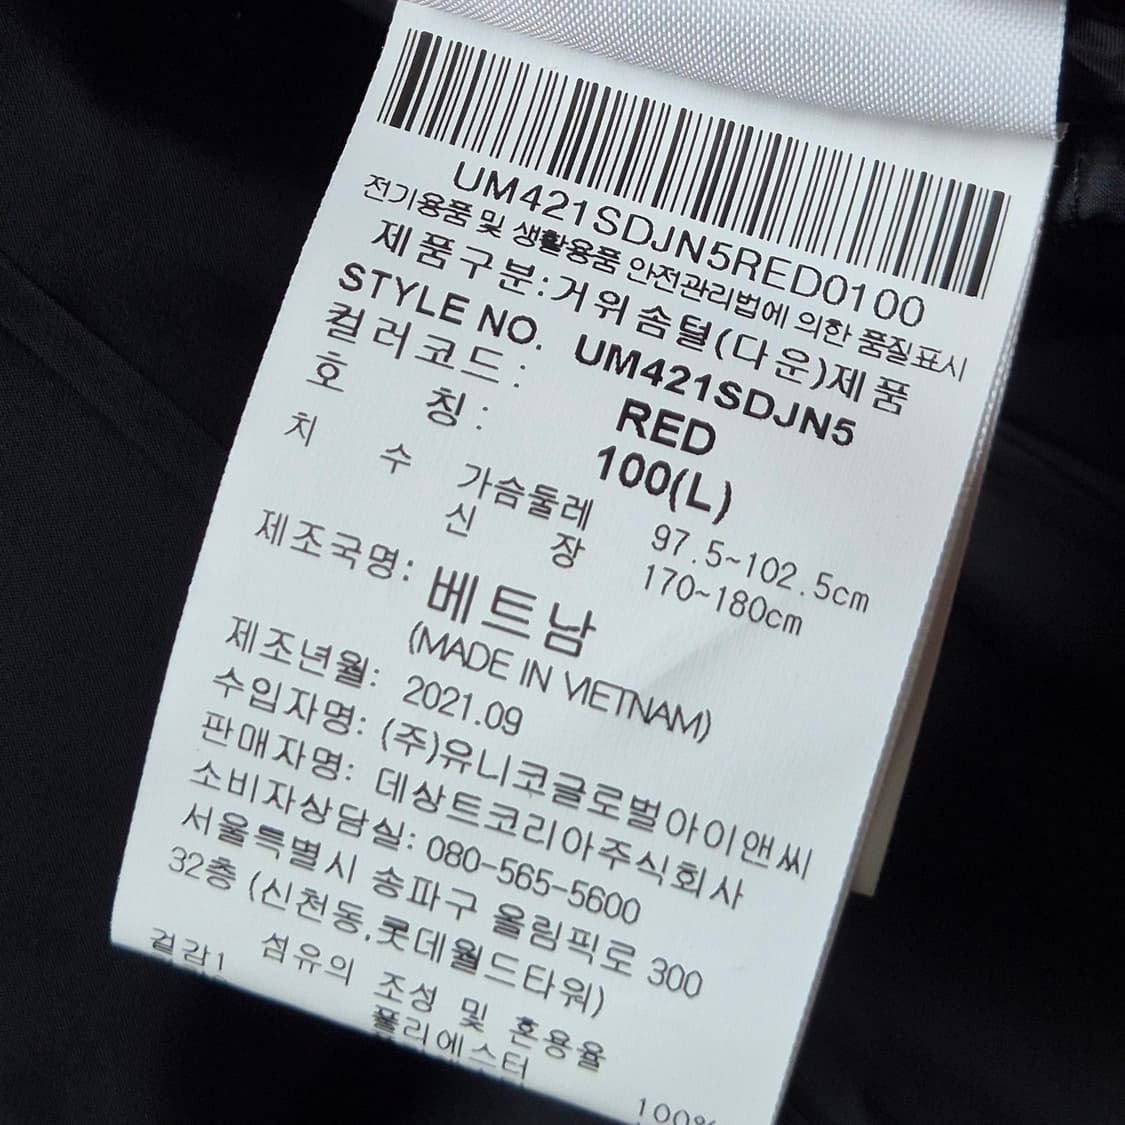 UM421SDJN5RED0100
전기용품 및 생활용품 안전관리법에 의한 품질표시
제품구분:거위솜털(다운)제품
STYLE NO. UM421SDJN5
컬러코드: RED
호 칭: 100(L)
치 수 가슴둘레 97.5~102.5cm
신 장 170~180cm
제조국명: 베트남
(MADE IN VIETNAM)
제조년월: 2021.09
수입자명: (주)유니코글로벌아이앤씨
판매자명: 데상트코리아주식회사
소비자상담실: 080-565-5600
서울특별시 송파구 올림픽로 300
32층 (신천동,롯데월드타워)
섬유의 조성 및 혼용율
겉감1 폴리에스터 100%